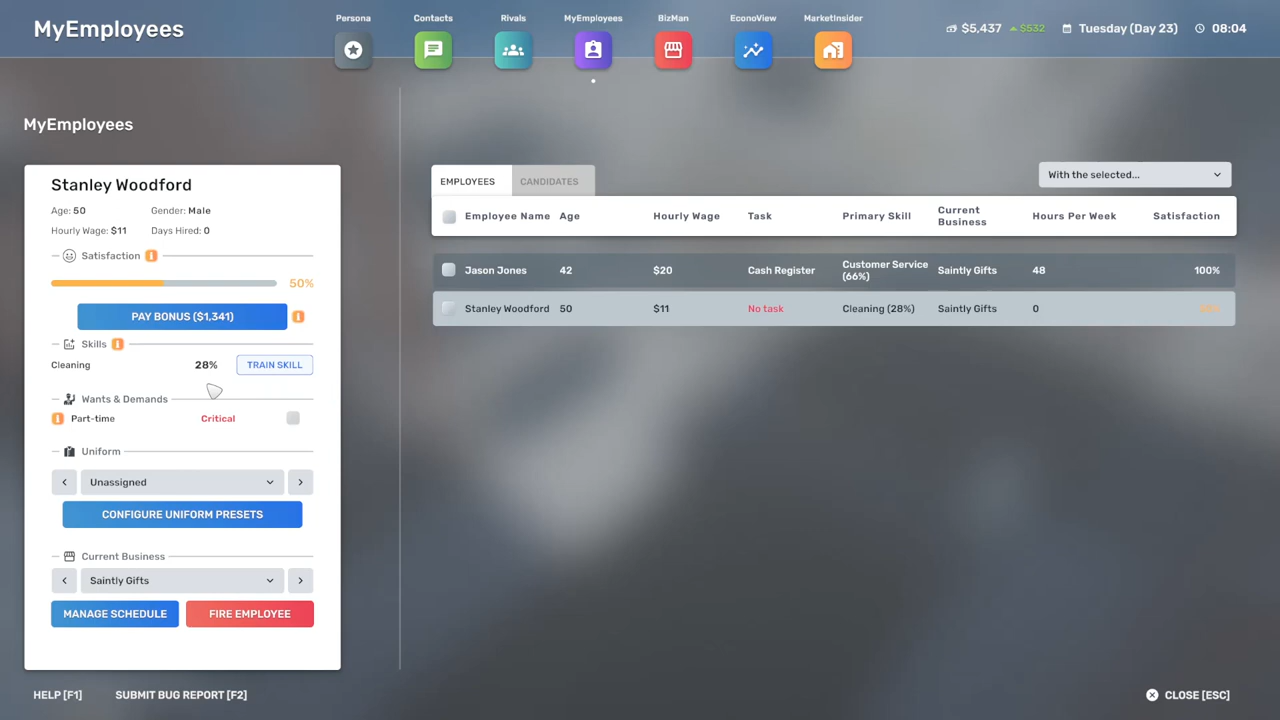 MyEmployees
Persona
Contacts
Rivals
MyEmployees
BizMan
EconoView
MarketInsider
$5,437 $532
Tuesday (Day 23)
08:04
MyEmployees
Stanley Woodford
Age: 50 Gender: Male
Hourly Wage: $11 Days Hired: 0
Satisfaction
50%
PAY BONUS ($1,341)
Skills
Cleaning 28% TRAIN SKILL
Wants & Demands
Part-time Critical
Uniform
Unassigned
CONFIGURE UNIFORM PRESETS
Current Business
Saintly Gifts
MANAGE SCHEDULE FIRE EMPLOYEE
EMPLOYEES CANDIDATES
With the selected...
Employee Name Age Hourly Wage Task Primary Skill Current Business Hours Per Week Satisfaction
Jason Jones 42 $20 Cash Register Customer Service (66%) Saintly Gifts 48 100%
Stanley Woodford 50 $11 No task Cleaning (28%) Saintly Gifts 0
HELP [F1] SUBMIT BUG REPORT [F2]
CLOSE [ESC]